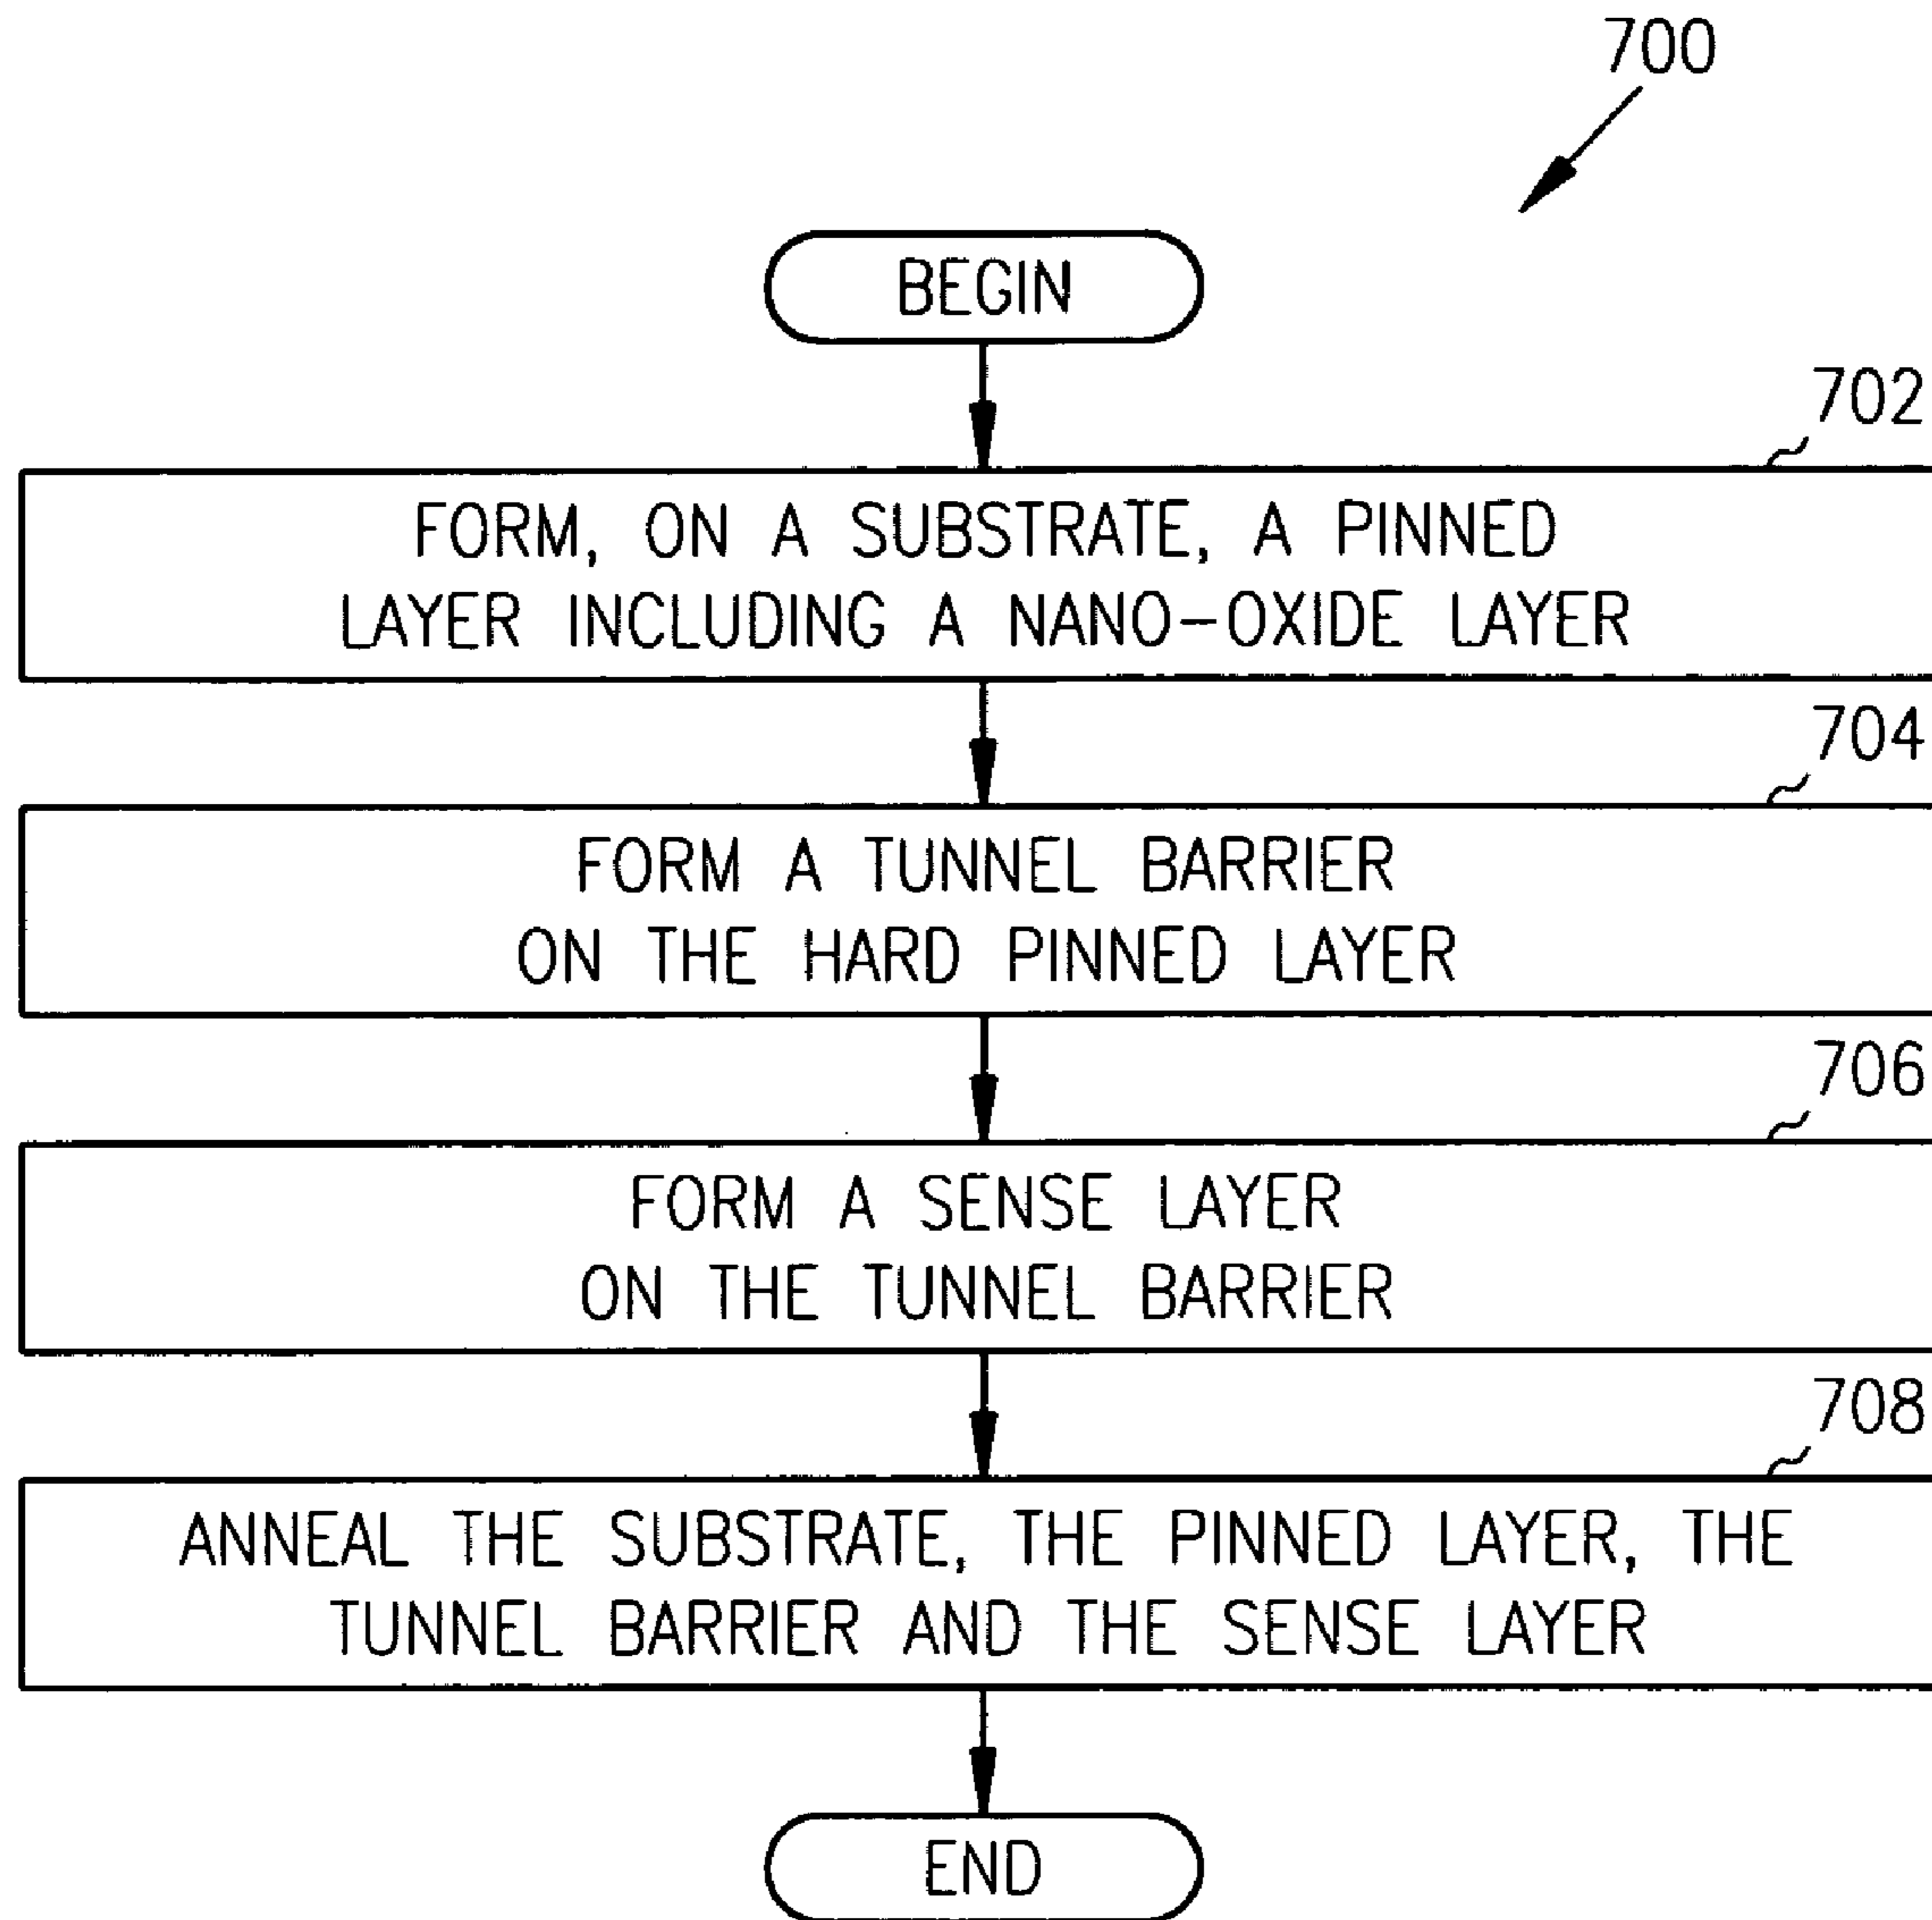 700
BEGIN
702
FORM, ON A SUBSTRATE, A PINNED
LAYER INCLUDING A NANO-OXIDE LAYER
704
FORM A TUNNEL BARRIER
ON THE HARD PINNED LAYER
706
FORM A SENSE LAYER
ON THE TUNNEL BARRIER
708
ANNEAL THE SUBSTRATE, THE PINNED LAYER, THE
TUNNEL BARRIER AND THE SENSE LAYER
END